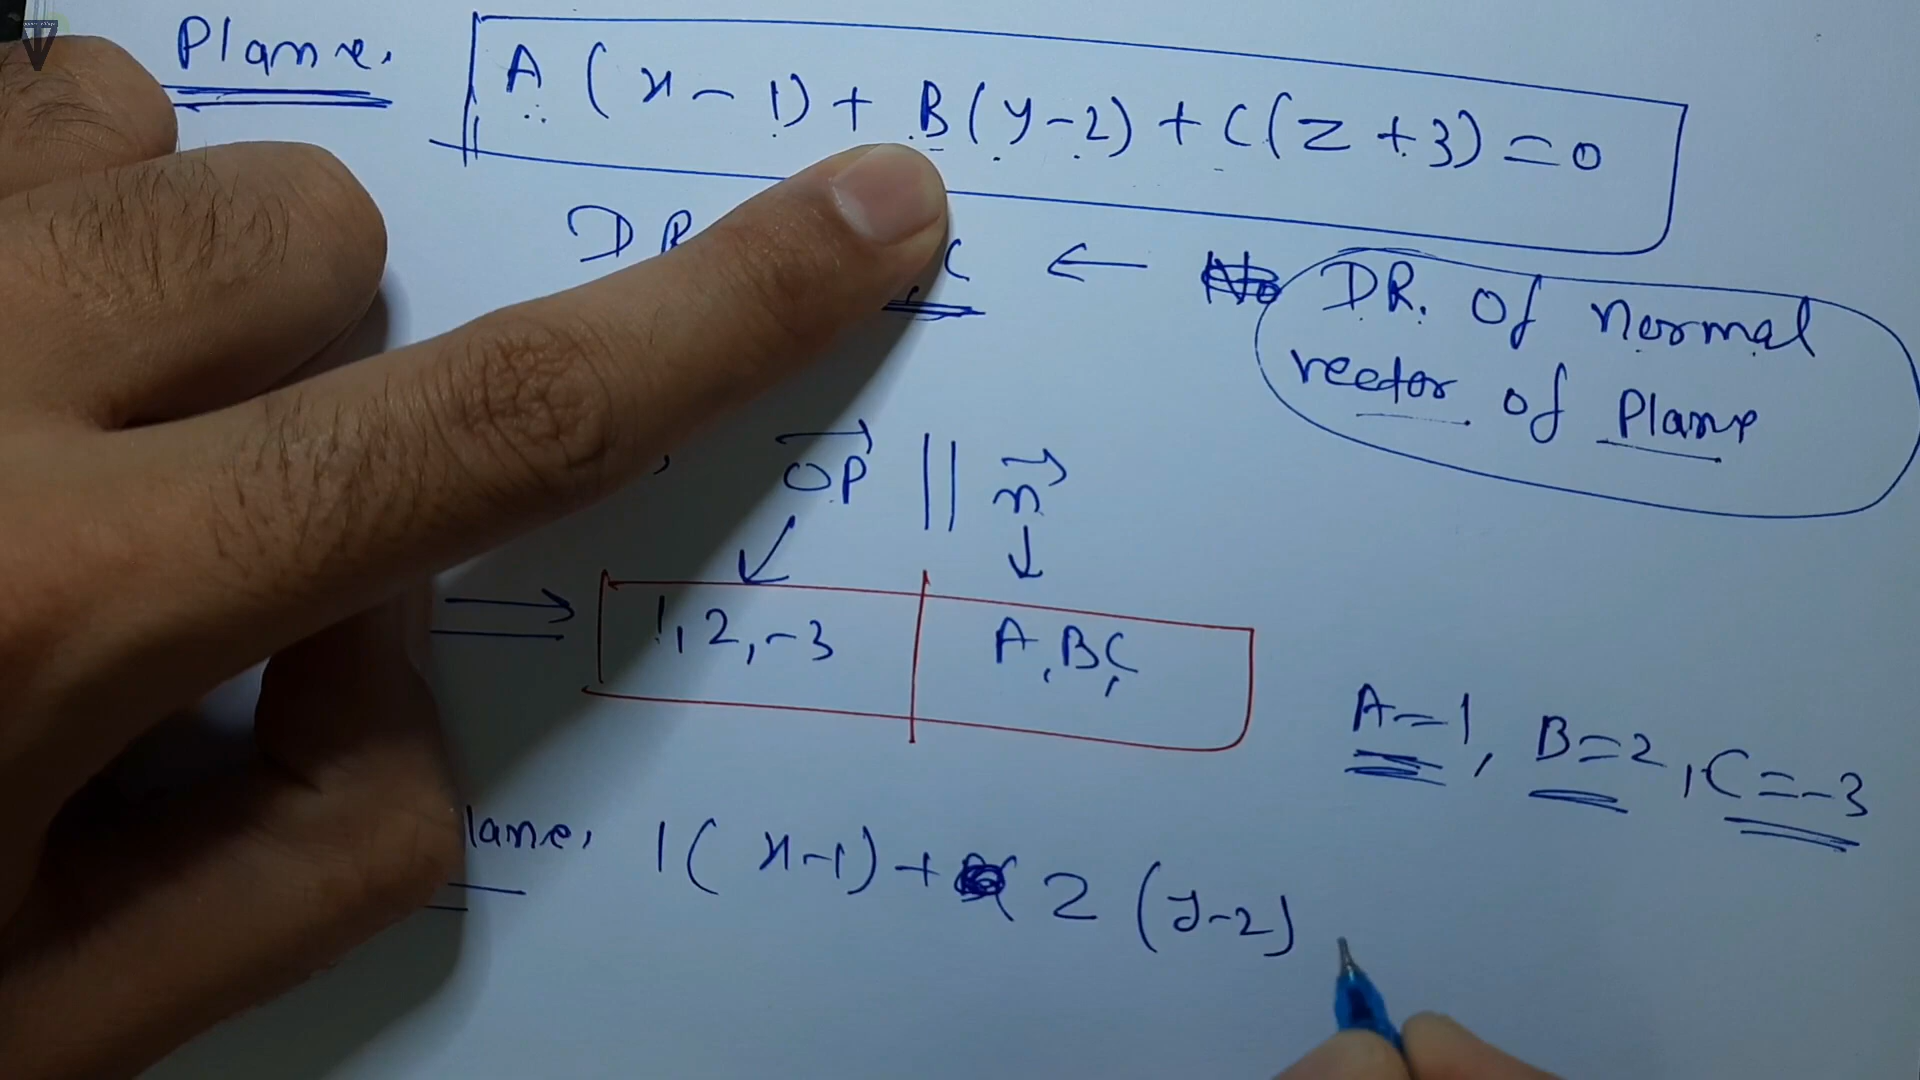 Plane.
A (x-1) + B (y-2) + C (z+3) = 0
DR C ← DR. Of normal
vector of Plane
, OP || n
⇒ 1, 2, -3 A, B, C
A=1, B=2, C=-3
lane, 1 (x-1) + 2 (y-2)